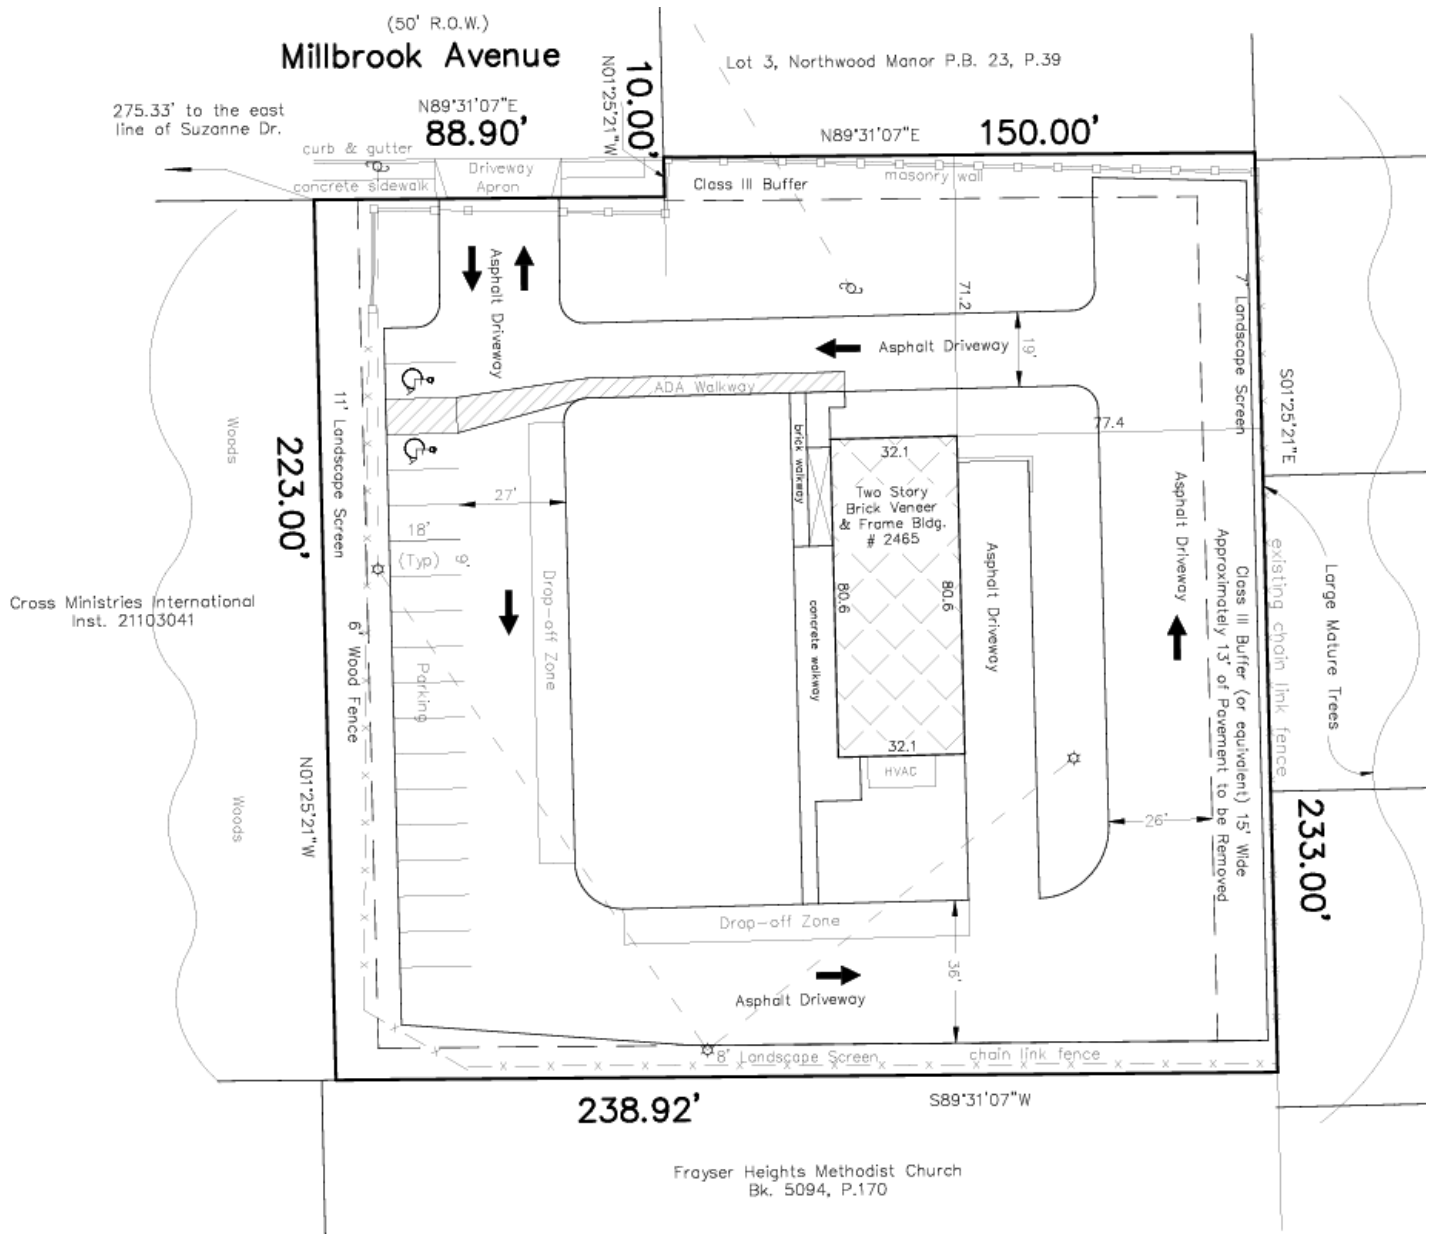 (50' R.O.W.)
Millbrook Avenue
Lot 3, Northwood Manor P.B. 23, P.39
275.33' to the east
line of Suzanne Dr.
N89°31'07"E
88.90'
N01°25'21"W
10.00'
N89°31'07"E
150.00'
curb & gutter
concrete sidewalk
Driveway
Apron
Class III Buffer
masonry wall
Asphalt Driveway
71.2
7' Landscape Screen
Asphalt Driveway
19'
ADA Walkway
S01°25'21"E
77.4
11' Landscape Screen
Woods
223.00'
brick walkway
32.1
Two Story
Brick Veneer
& Frame Bldg.
# 2465
27'
18'
(Typ)
9'
Asphalt Driveway
Asphalt Driveway
Class III Buffer (or equivalent) 15' Wide
Approximately 13' of Pavement to be Removed
existing chain link fence
Large Mature Trees
Drop-off Zone
80.6
80.6
concrete walkway
Cross Ministries International
Inst. 21103041
6' Wood Fence
Parking
32.1
HVAC
N01°25'21"W
Woods
26'
233.00'
Drop-off Zone
36'
Asphalt Driveway
8' Landscape Screen
chain link fence
238.92'
S89°31'07"W
Frayser Heights Methodist Church
Bk. 5094, P.170